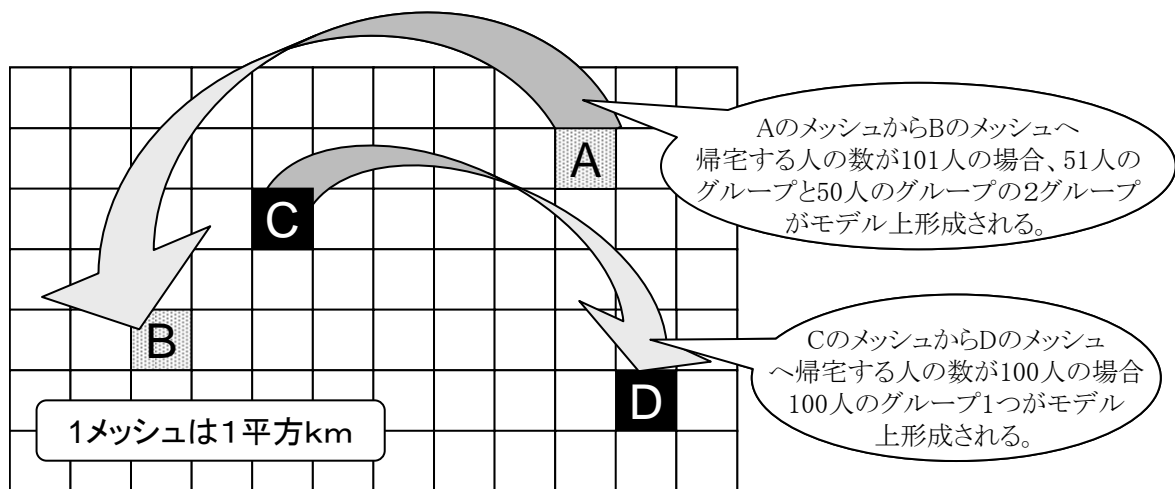 AのメッシュからBのメッシュへ
帰宅する人の数が101人の場合、51人の
グループと50人のグループの2グループ
がモデル上形成される。
A
C
B
CのメッシュからDのメッシュ
へ帰宅する人の数が100人の場合
100人のグループ1つがモデル
上形成される。
D
1メッシュは1平方km